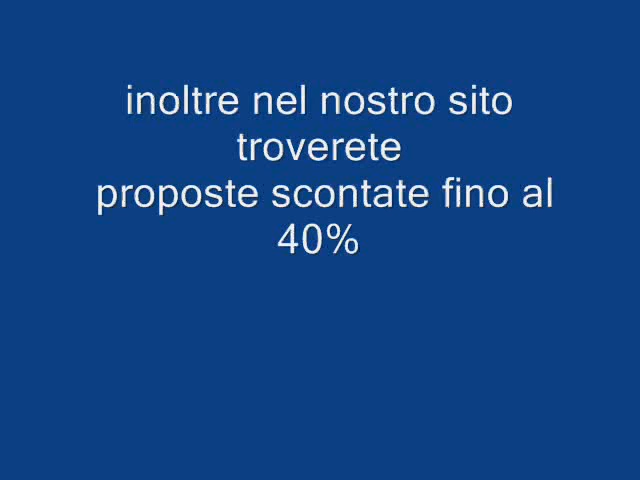 inoltre nel nostro sito
troverete
proposte scontate fino al
40%